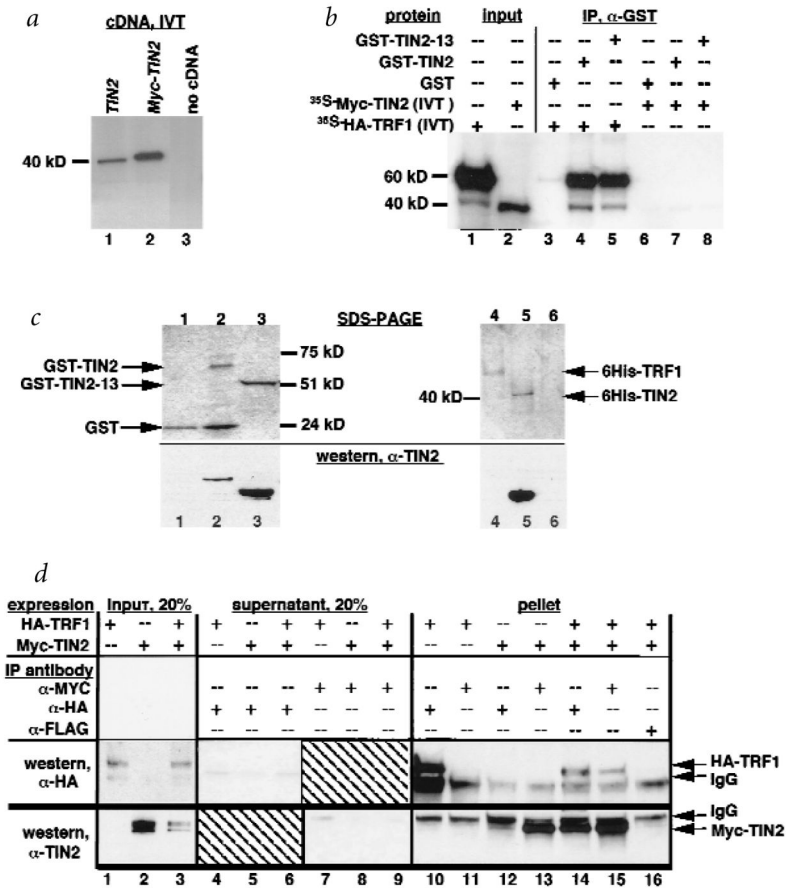 a
cDNA, IVT
TIN2
Myc-TIN2
no cDNA
40 kD
1 2 3
b
protein input IP, α-GST
GST-TIN2-13 -- -- -- -- + -- -- +
GST-TIN2 -- -- -- + -- -- + --
GST -- -- + -- -- + -- --
35S-Myc-TIN2 (IVT ) -- + -- -- -- + + +
35S-HA-TRF1 (IVT) + -- + + + -- -- --
60 kD
40 kD
1 2 3 4 5 6 7 8
c
1 2 3 SDS-PAGE 4 5 6
75 kD
GST-TIN2
6His-TRF1
GST-TIN2-13 51 kD
40 kD 6His-TIN2
GST 24 kD
western, α-TIN2
1 2 3 4 5 6
d
expression Input, 20% supernatant, 20% pellet
HA-TRF1 + -- + + -- + + -- + + + -- -- + + +
Myc-TIN2 -- + + -- + + -- + + -- -- + + + + +
IP antibody
α-MYC -- -- -- + + + -- + -- + -- + --
α-HA + + + -- -- -- + -- + -- + -- --
α-FLAG -- -- -- -- -- -- -- -- -- -- -- -- +
western, α-HA
HA-TRF1
IgG
western, α-TIN2
IgG
Myc-TIN2
1 2 3 4 5 6 7 8 9 10 11 12 13 14 15 16